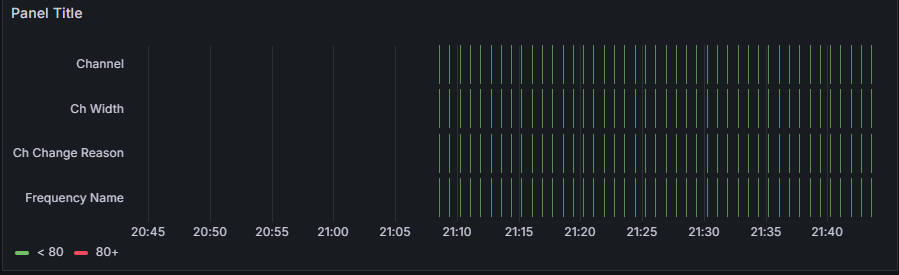 Panel Title
Channel
Ch Width
Ch Change Reason
Frequency Name
20:45 20:50 20:55 21:00 21:05 21:10 21:15 21:20 21:25 21:30 21:35 21:40
< 80 80+